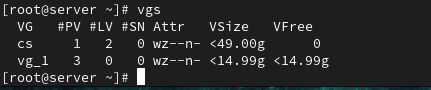 [root@server ~]# vgs
  VG   #PV #LV #SN Attr   VSize   VFree
  cs     1   2   0 wz--n- <49.00g      0
  vg_1   3   0   0 wz--n- <14.99g <14.99g
[root@server ~]#